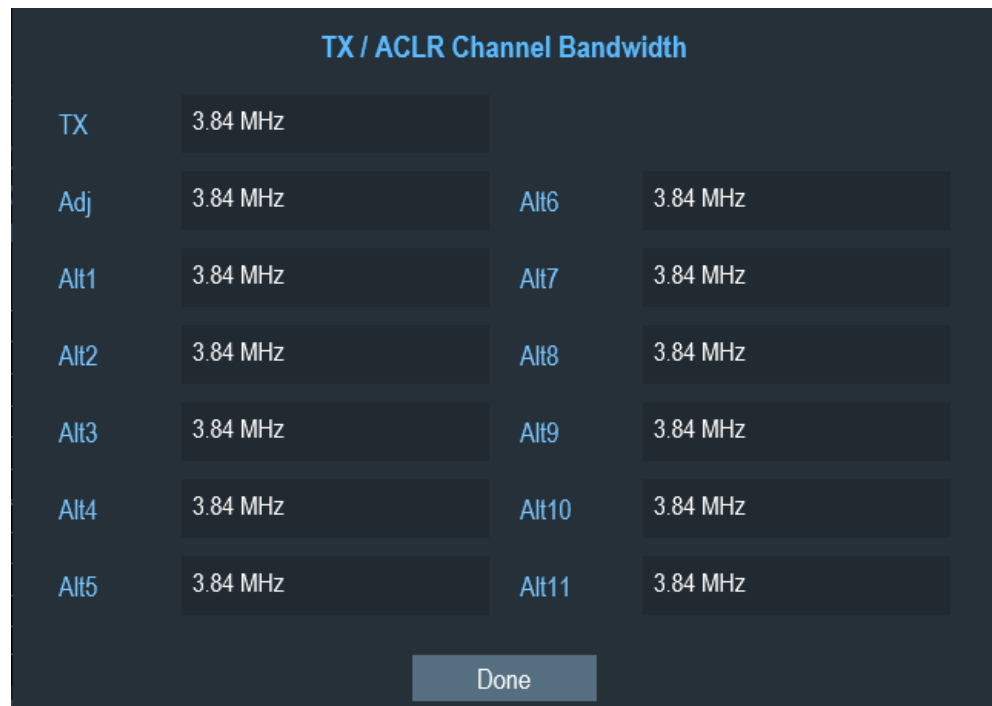 TX / ACLR Channel Bandwidth
TX 3.84 MHz
Adj 3.84 MHz Alt6 3.84 MHz
Alt1 3.84 MHz Alt7 3.84 MHz
Alt2 3.84 MHz Alt8 3.84 MHz
Alt3 3.84 MHz Alt9 3.84 MHz
Alt4 3.84 MHz Alt10 3.84 MHz
Alt5 3.84 MHz Alt11 3.84 MHz
Done